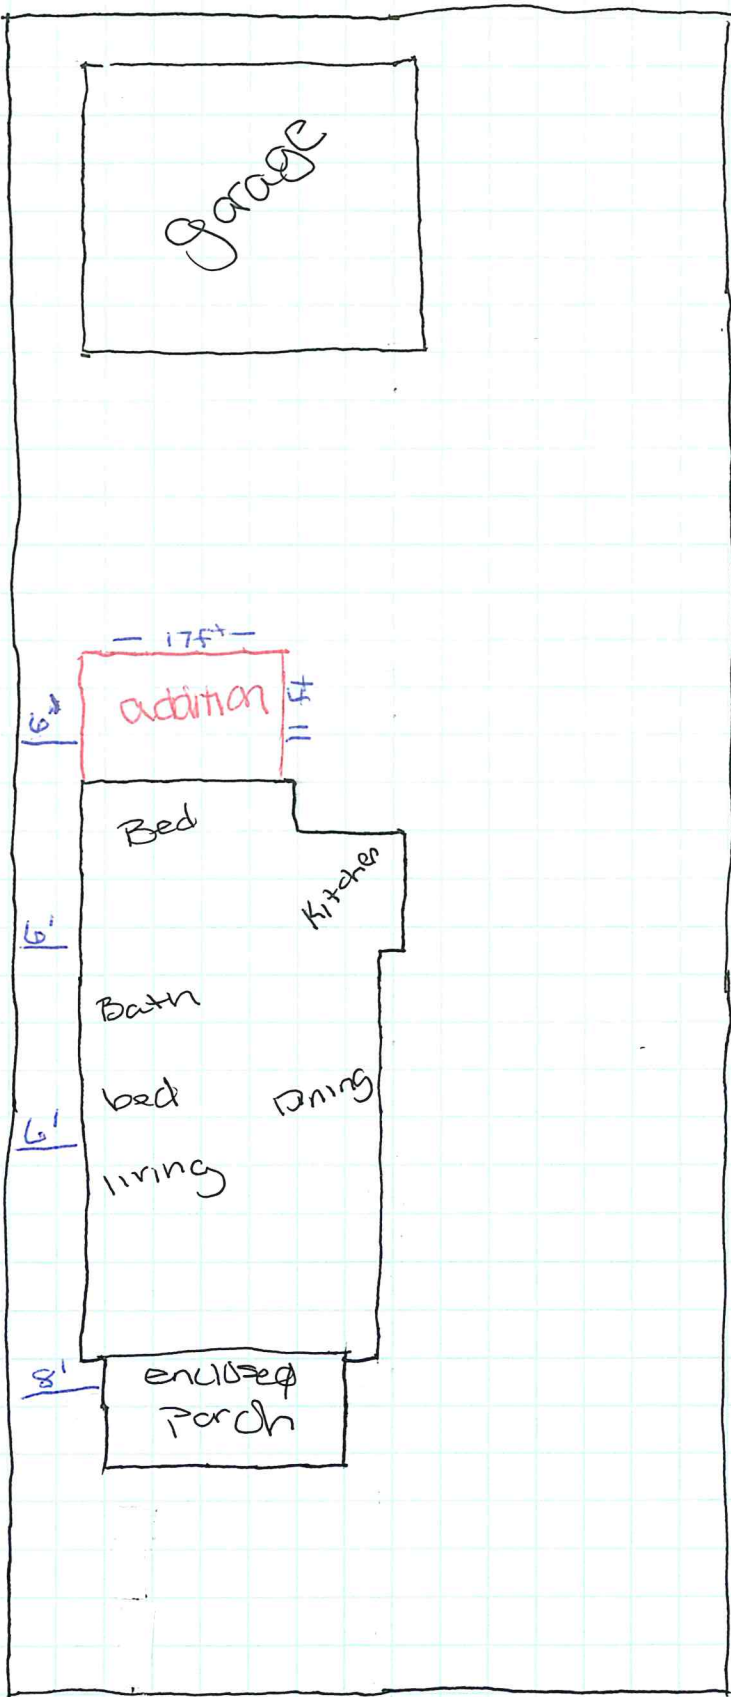 garage
— 17ft —
addition
11 ft
6'
Bed
Kitchen
6'
Bath
bed
Dining
6'
living
8'
enclosed
Porch